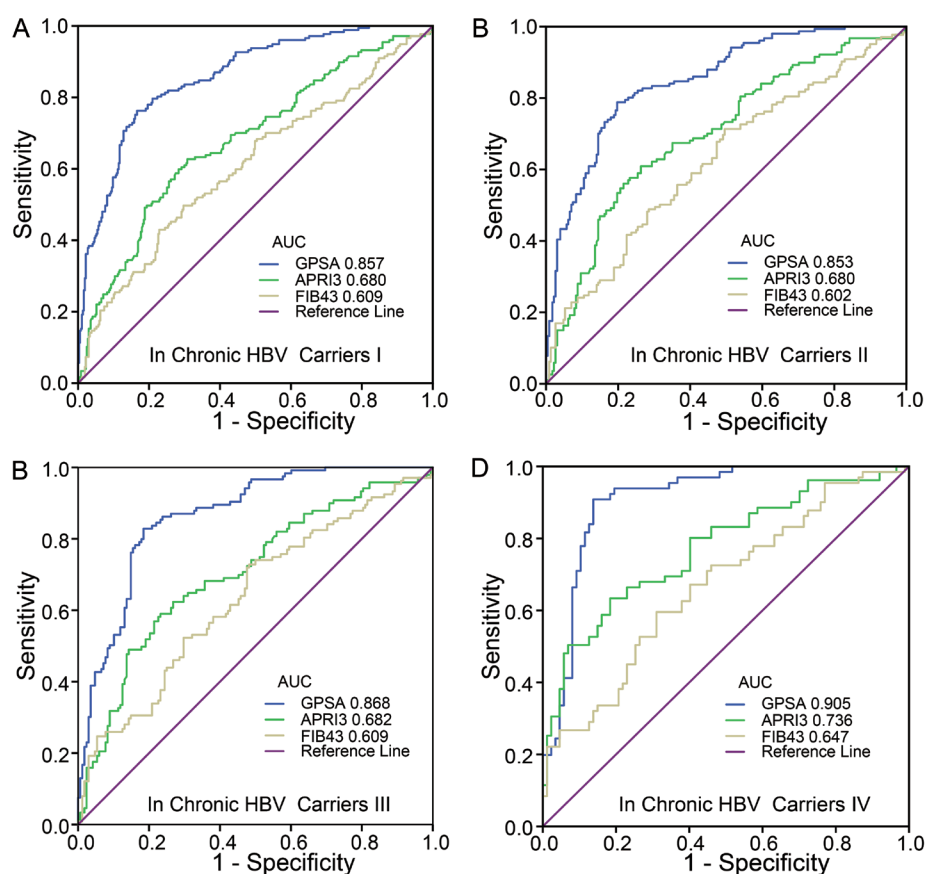 A
Sensitivity
1.0
0.8
0.6
0.4
0.2
0.0
AUC
GPSA 0.857
APRI3 0.680
FIB43 0.609
Reference Line
In Chronic HBV Carriers I
0.0 0.2 0.4 0.6 0.8 1.0
1 - Specificity
B
Sensitivity
1.0
0.8
0.6
0.4
0.2
0.0
AUC
GPSA 0.853
APRI3 0.680
FIB43 0.602
Reference Line
In Chronic HBV Carriers II
0.0 0.2 0.4 0.6 0.8 1.0
1 - Specificity
B
Sensitivity
1.0
0.8
0.6
0.4
0.2
0.0
AUC
GPSA 0.868
APRI3 0.682
FIB43 0.609
Reference Line
In Chronic HBV Carriers III
0.0 0.2 0.4 0.6 0.8 1.0
1 - Specificity
D
Sensitivity
1.0
0.8
0.6
0.4
0.2
0.0
AUC
GPSA 0.905
APRI3 0.736
FIB43 0.647
Reference Line
In Chronic HBV Carriers IV
0.0 0.2 0.4 0.6 0.8 1.0
1 - Specificity